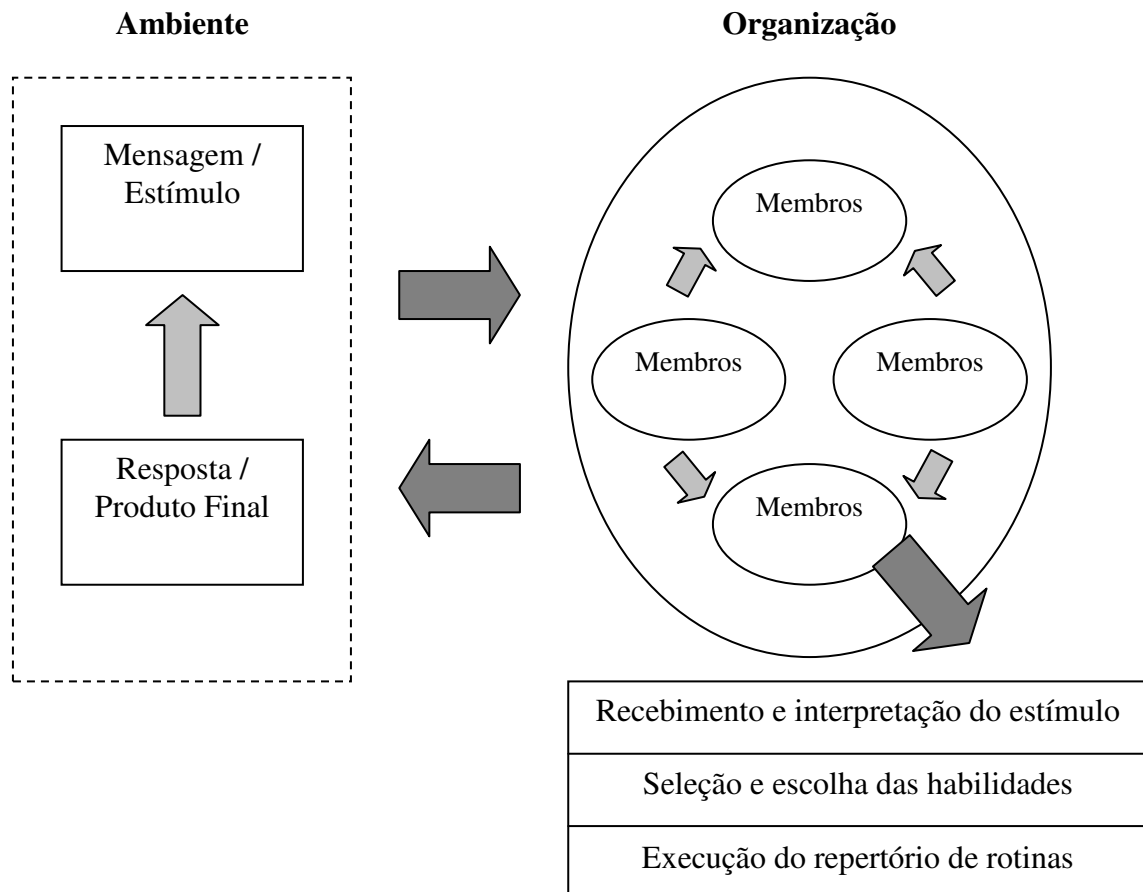 Ambiente
Organização
Mensagem /
Estímulo
Resposta /
Produto Final
Membros
Membros
Membros
Membros
Recebimento e interpretação do estímulo
Seleção e escolha das habilidades
Execução do repertório de rotinas